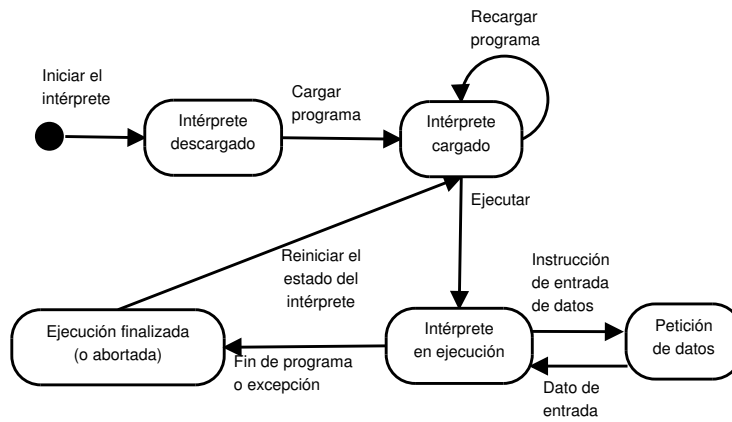 Recargar
programa
Iniciar el
intérprete
Cargar
programa
Intérprete
descargado
Intérprete
cargado
Ejecutar
Reiniciar el
estado del
intérprete
Instrucción
de entrada
de datos
Ejecución finalizada
(o abortada)
Intérprete
en ejecución
Petición
de datos
Fin de programa
o excepción
Dato de
entrada